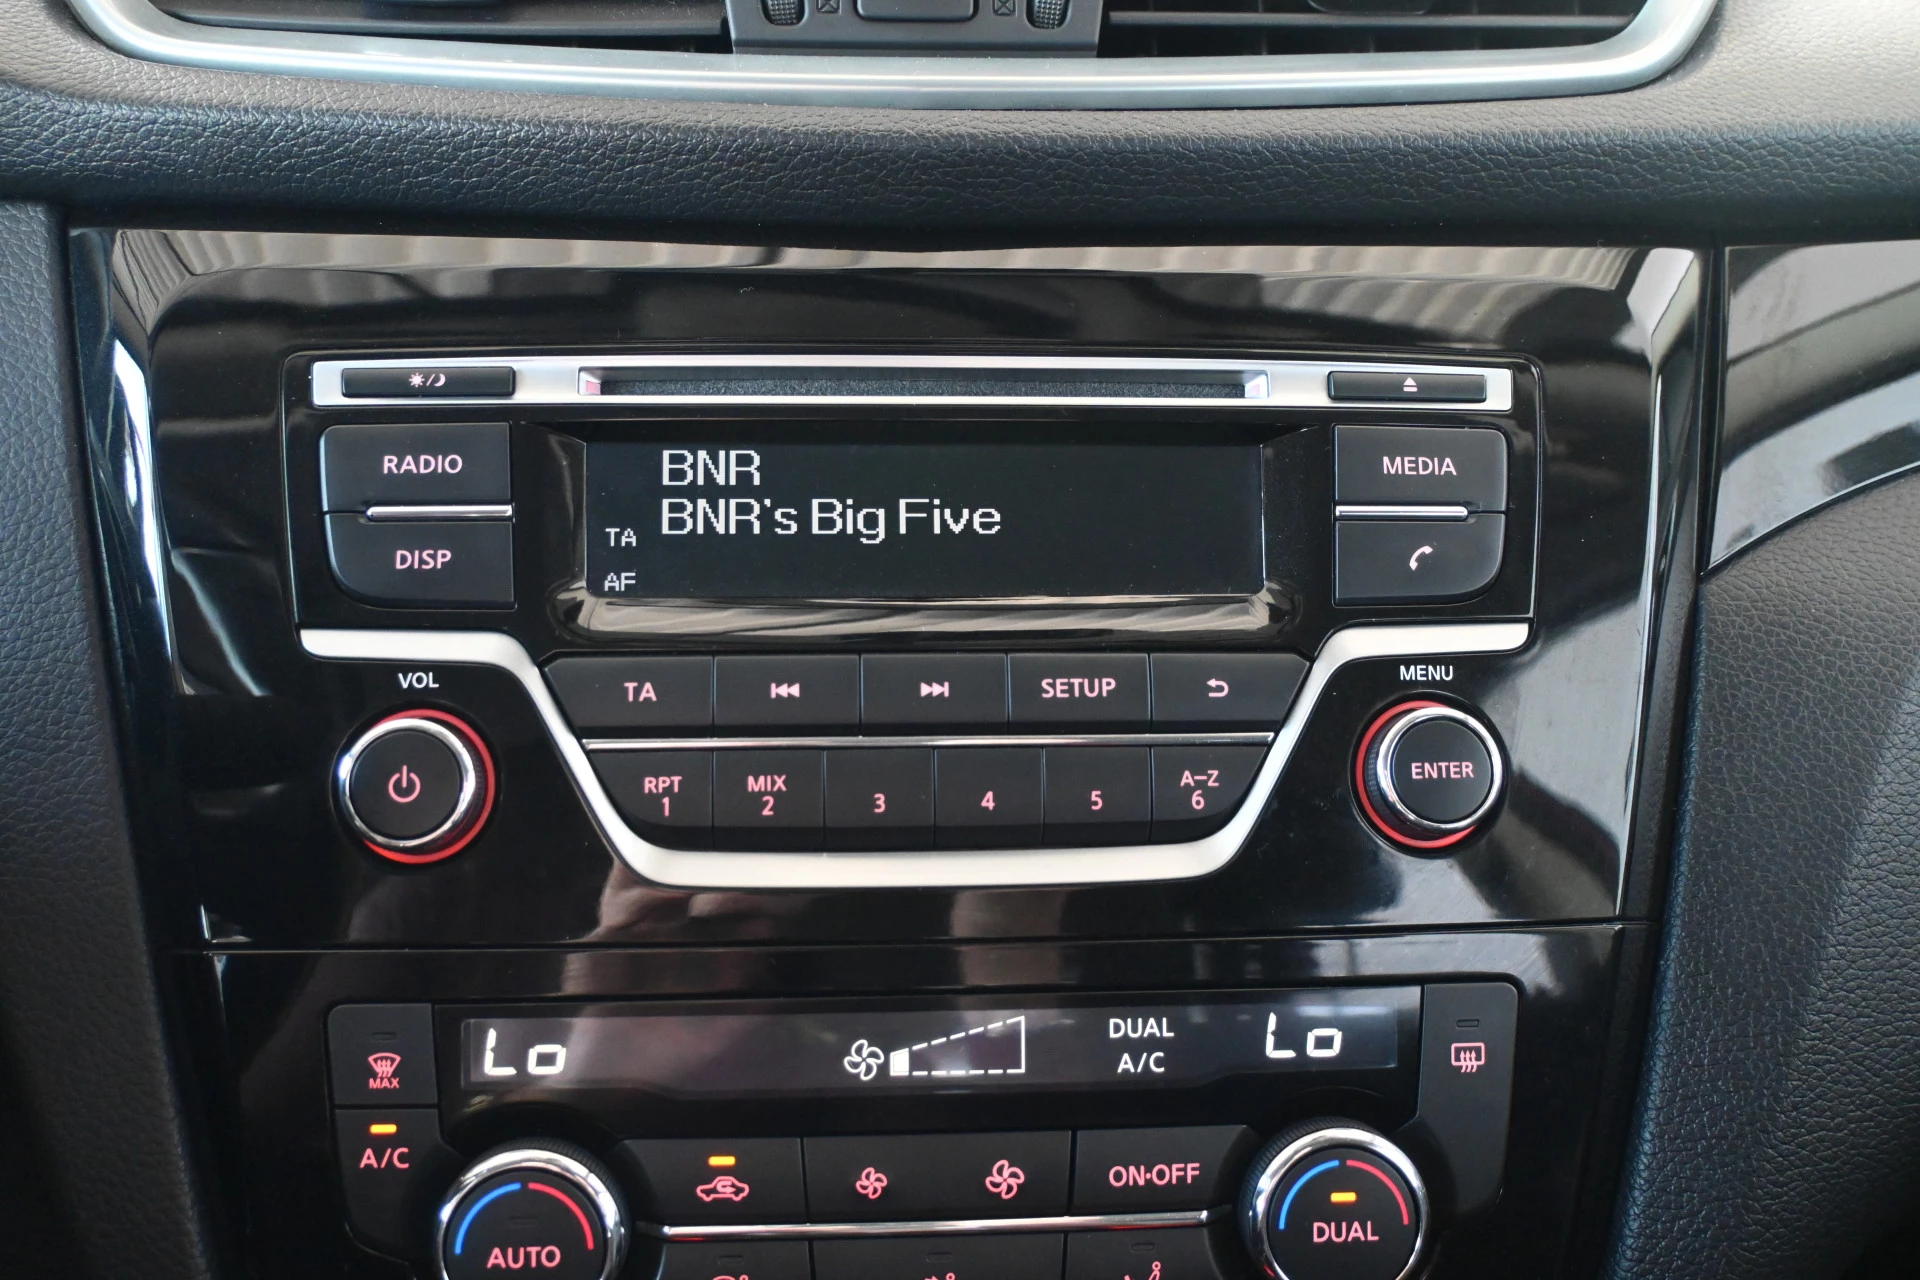 RADIO
DISP
BNR
BNR's Big Five
TA
AF
MEDIA
VOL
MENU
TA
SETUP
RPT
1
MIX
2
3
4
5
A-Z
6
ENTER
MAX
Lo
DUAL
A/C
Lo
A/C
ON•OFF
AUTO
DUAL